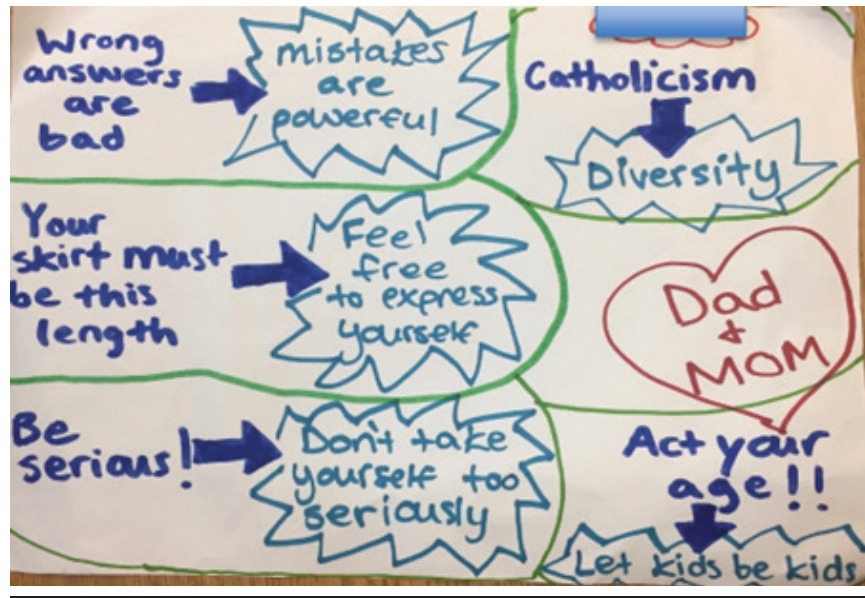 Wrong
answers
are
bad
mistakes
are
powerful
Catholicism
Diversity
Your
skirt must
be this
length
Feel
free
to express
yourself
Dad
+
MOM
Be
serious!
Don't take
yourself too
seriously
Act your
age!!
Let kids be kids